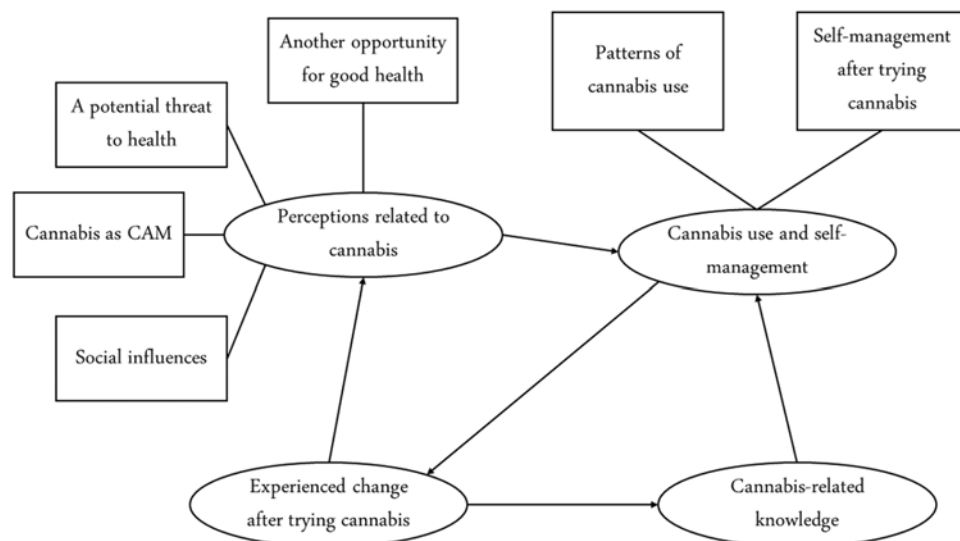 Another opportunity
for good health
Patterns of
cannabis use
Self-management
after trying
cannabis
A potential threat
to health
Cannabis as CAM
Perceptions related to
cannabis
Cannabis use and self-
management
Social influences
Experienced change
after trying cannabis
Cannabis-related
knowledge